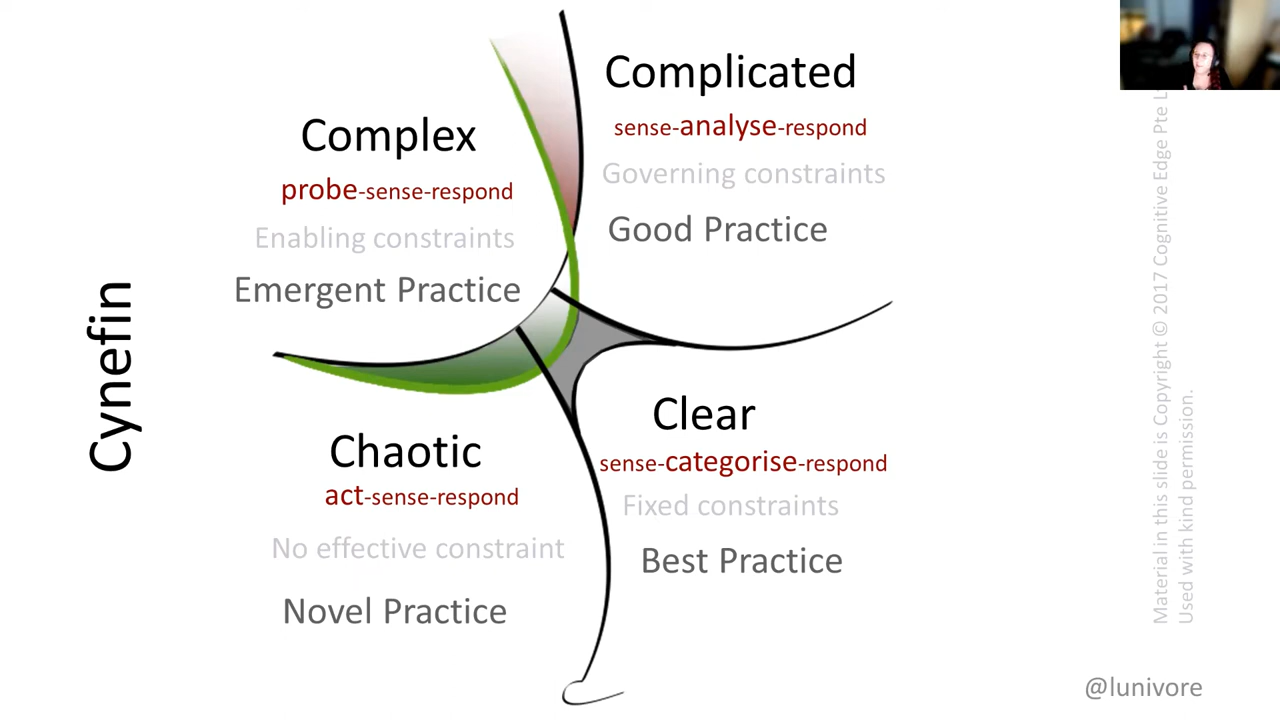 Cynefin
Complex
probe-sense-respond
Enabling constraints
Emergent Practice
Complicated
sense-analyse-respond
Governing constraints
Good Practice
Chaotic
act-sense-respond
No effective constraint
Novel Practice
Clear
sense-categorise-respond
Fixed constraints
Best Practice
Material in this slide is Copyright © 2017 Cognitive Edge Pte
Used with kind permission.
@lunivore